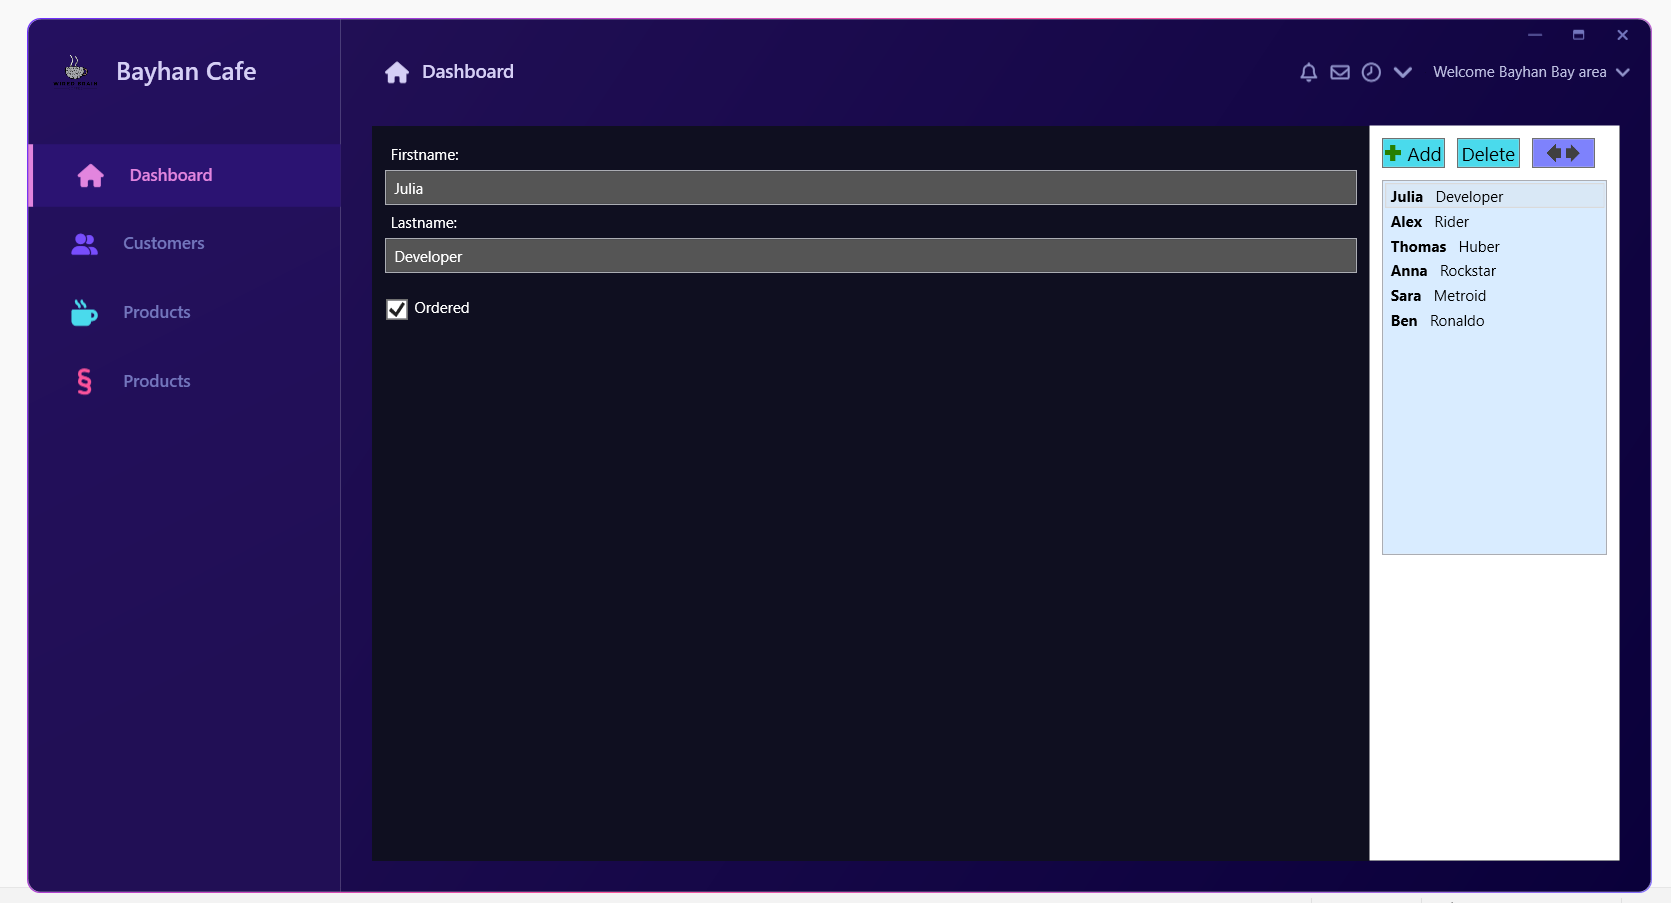 Bayhan Cafe
Dashboard
Welcome Bayhan Bay area
Dashboard
Customers
Products
Products
Firstname:
Julia
Lastname:
Developer
Ordered
Add Delete
Julia Developer
Alex Rider
Thomas Huber
Anna Rockstar
Sara Metroid
Ben Ronaldo